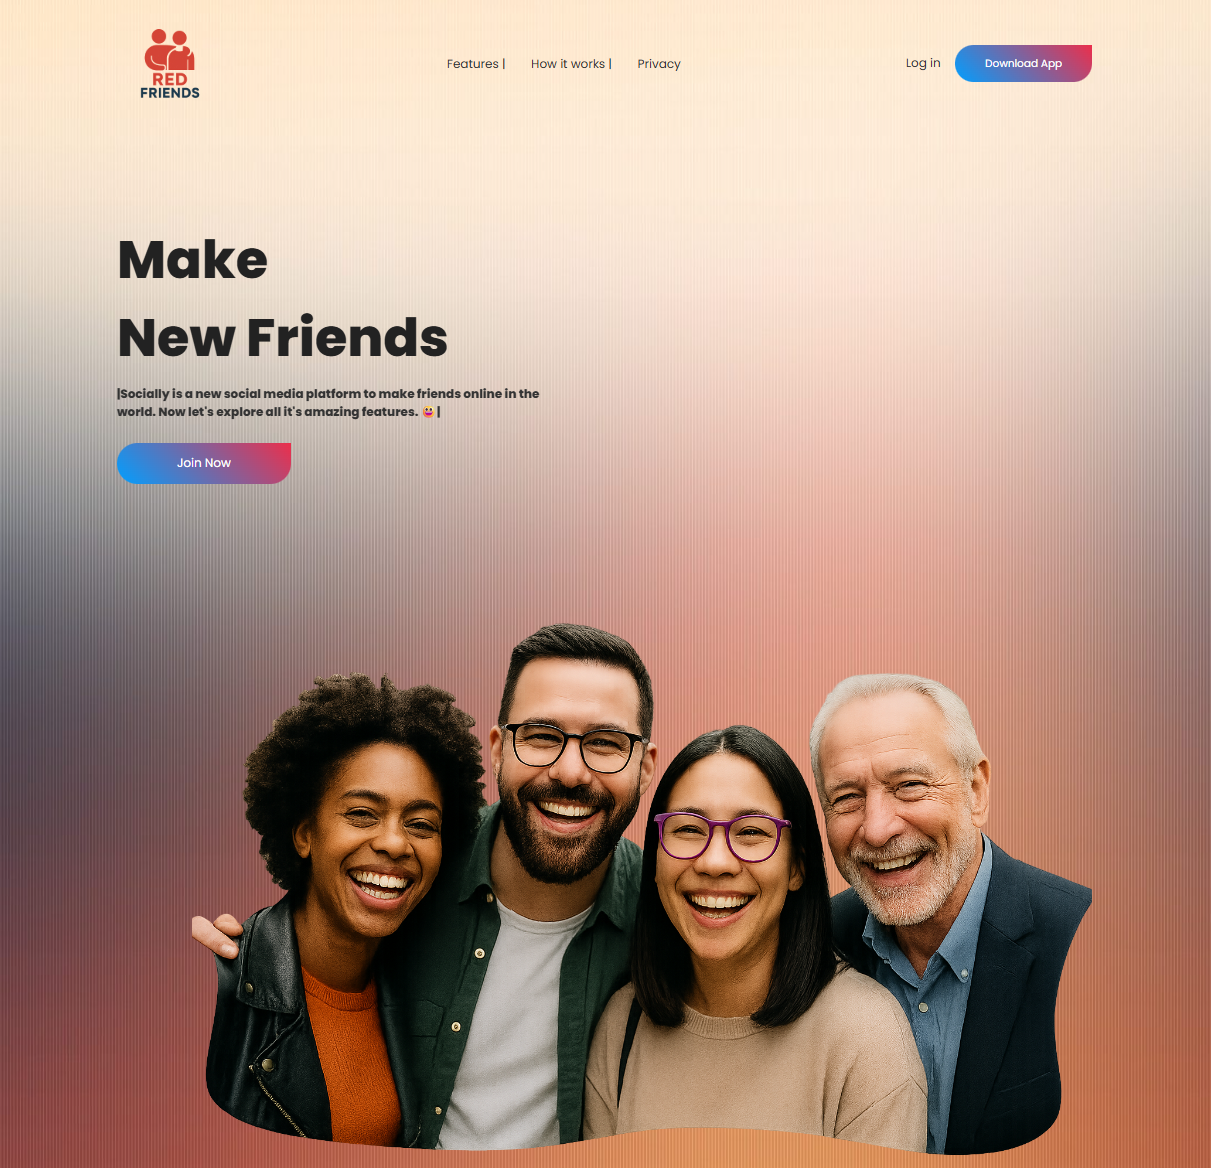 RED
FRIENDS
Features |
How it works |
Privacy
Log in
Download App
Make
New Friends
|Socially is a new social media platform to make friends online in the
world. Now let's explore all it's amazing features. 😃 |
Join Now